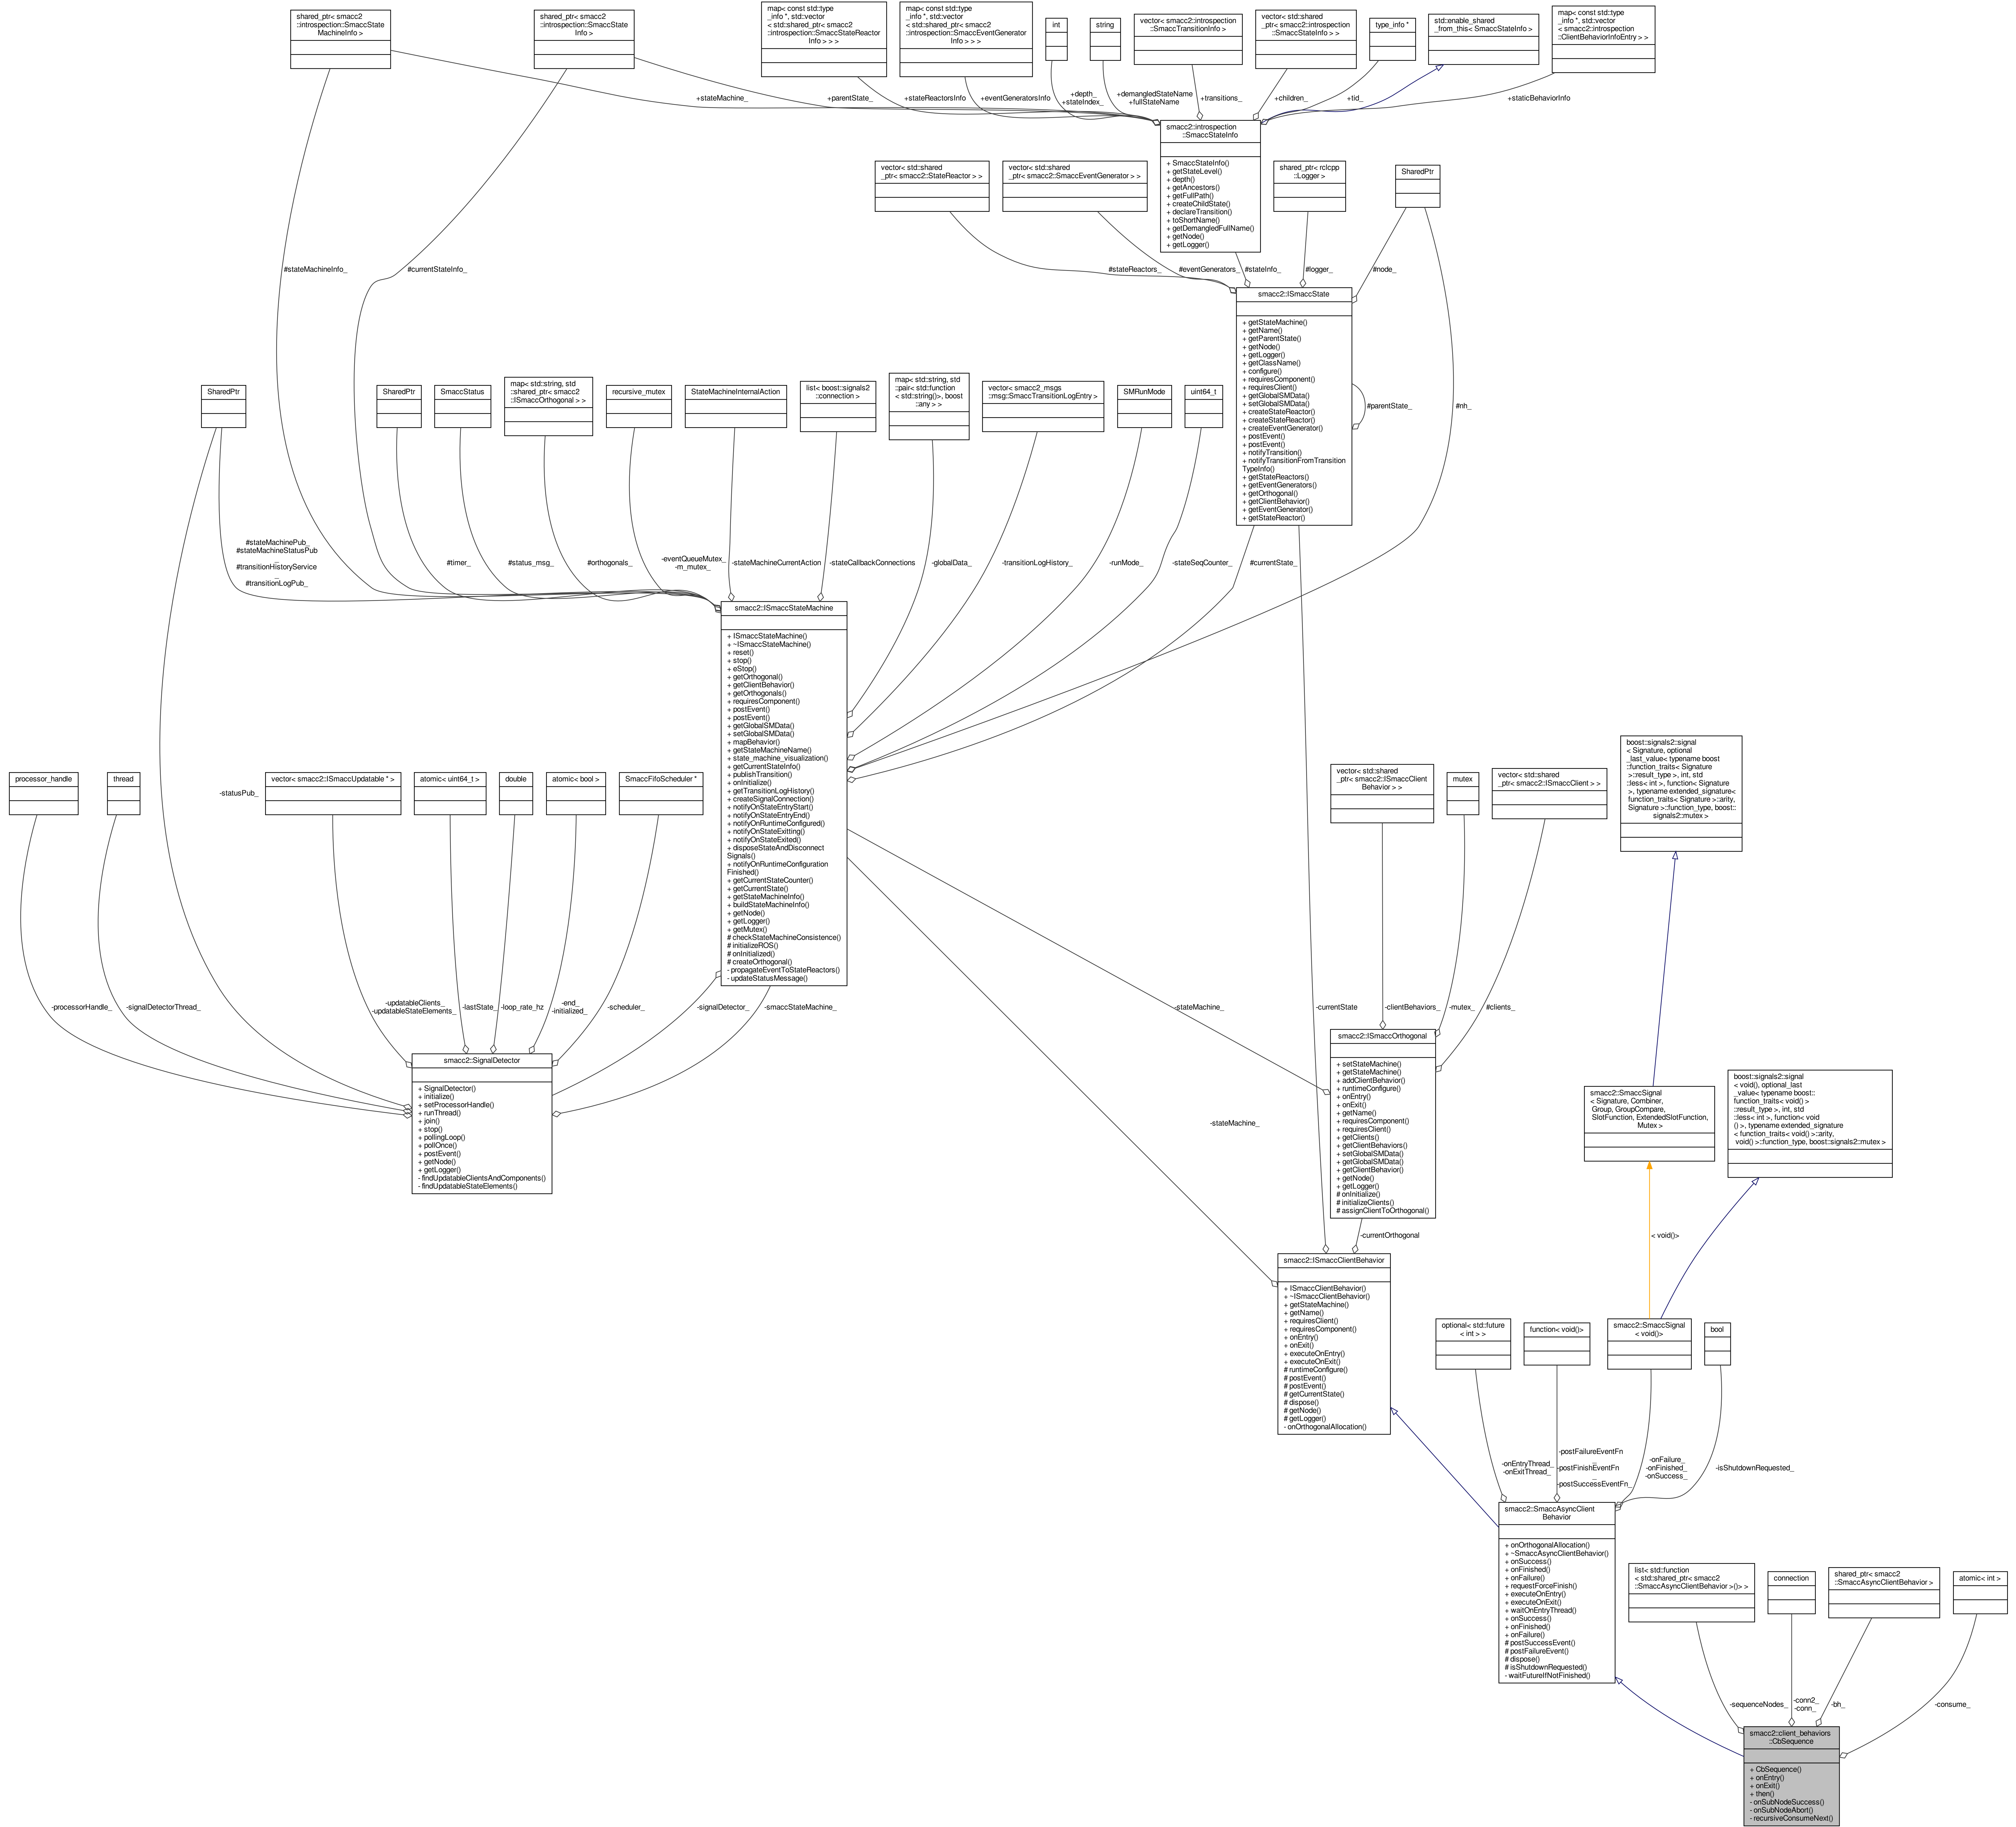 shared_ptr< smacc2
::introspection::SmaccState
MachineInfo >
shared_ptr< smacc2
::introspection::SmaccState
Info >
map< const std::type
_info *, std::vector
< std::shared_ptr< smacc2
::introspection::SmaccStateReactor
Info > > >
map< const std::type
_info *, std::vector
< std::shared_ptr< smacc2
::introspection::SmaccEventGenerator
Info > > >
int
string
vector< smacc2::introspection
::SmaccTransitionInfo >
vector< std::shared
_ptr< smacc2::introspection
::SmaccStateInfo > >
type_info *
std::enable_shared
_from_this< SmaccStateInfo >
map< const std::type
_info *, std::vector
< smacc2::introspection
::ClientBehaviorInfoEntry > >
+stateMachine_
+parentState_
+stateReactorsInfo
+eventGeneratorsInfo
+depth_
+stateIndex_
+demangledStateName
+fullStateName
+transitions_
+children_
+tid_
+staticBehaviorInfo
smacc2::introspection
::SmaccStateInfo
+ SmaccStateInfo()
+ getStateLevel()
+ depth()
+ getAncestors()
+ getFullPath()
+ createChildState()
+ declareTransition()
+ toShortName()
+ getDemangledFullName()
+ getNode()
+ getLogger()
vector< std::shared
_ptr< smacc2::StateReactor > >
vector< std::shared
_ptr< smacc2::SmaccEventGenerator > >
shared_ptr< rclcpp
::Logger >
SharedPtr
#stateMachineInfo_
#currentStateInfo_
#stateReactors_
#eventGenerators_
#stateInfo_
#logger_
#node_
smacc2::ISmaccState
+ getStateMachine()
+ getName()
+ getParentState()
+ getNode()
+ getLogger()
+ getClassName()
+ configure()
+ requiresComponent()
+ requiresClient()
+ getGlobalSMData()
+ setGlobalSMData()
+ createStateReactor()
+ createStateReactor()
+ createEventGenerator()
+ postEvent()
+ postEvent()
+ notifyTransition()
+ notifyTransitionFromTransition
TypeInfo()
+ getStateReactors()
+ getEventGenerators()
+ getOrthogonal()
+ getClientBehavior()
+ getEventGenerator()
+ getStateReactor()
#parentState_
#nh_
SharedPtr
SharedPtr
SmaccStatus
map< std::string, std
::shared_ptr< smacc2
::ISmaccOrthogonal > >
recursive_mutex
StateMachineInternalAction
list< boost::signals2
::connection >
map< std::string, std
::pair< std::function
< std::string()>, boost
::any > >
vector< smacc2_msgs
::msg::SmaccTransitionLogEntry >
SMRunMode
uint64_t
#stateMachinePub_
#stateMachineStatusPub
_
#transitionHistoryService
_
#transitionLogPub_
#timer_
#status_msg_
#orthogonals_
-eventQueueMutex_
-m_mutex_
-stateMachineCurrentAction
-stateCallbackConnections
-globalData_
-transitionLogHistory_
-runMode_
-stateSeqCounter_
#currentState_
smacc2::ISmaccStateMachine
+ ISmaccStateMachine()
+ ~ISmaccStateMachine()
+ reset()
+ stop()
+ eStop()
+ getOrthogonal()
+ getClientBehavior()
+ getOrthogonals()
+ requiresComponent()
+ postEvent()
+ postEvent()
+ getGlobalSMData()
+ setGlobalSMData()
+ mapBehavior()
+ getStateMachineName()
+ state_machine_visualization()
+ getCurrentStateInfo()
+ publishTransition()
+ onInitialize()
+ getTransitionLogHistory()
+ createSignalConnection()
+ notifyOnStateEntryStart()
+ notifyOnStateEntryEnd()
+ notifyOnRuntimeConfigured()
+ notifyOnStateExitting()
+ notifyOnStateExited()
+ disposeStateAndDisconnect
Signals()
+ notifyOnRuntimeConfiguration
Finished()
+ getCurrentStateCounter()
+ getCurrentState()
+ getStateMachineInfo()
+ buildStateMachineInfo()
+ getNode()
+ getLogger()
+ getMutex()
# checkStateMachineConsistence()
# initializeROS()
# onInitialized()
# createOrthogonal()
- propagateEventToStateReactors()
- updateStatusMessage()
processor_handle
thread
-statusPub_
vector< smacc2::ISmaccUpdatable * >
atomic< uint64_t >
double
atomic< bool >
SmaccFifoScheduler *
-processorHandle_
-signalDetectorThread_
-updatableClients_
-updatableStateElements_
-lastState_
-loop_rate_hz
-end_
-initialized_
-scheduler_
-signalDetector_
-smaccStateMachine_
smacc2::SignalDetector
+ SignalDetector()
+ initialize()
+ setProcessorHandle()
+ runThread()
+ join()
+ stop()
+ pollingLoop()
+ pollOnce()
+ postEvent()
+ getNode()
+ getLogger()
- findUpdatableClientsAndComponents()
- findUpdatableStateElements()
vector< std::shared
_ptr< smacc2::ISmaccClient
Behavior > >
mutex
vector< std::shared
_ptr< smacc2::ISmaccClient > >
-stateMachine_
-currentState
-clientBehaviors_
-mutex_
#clients_
smacc2::ISmaccOrthogonal
+ setStateMachine()
+ getStateMachine()
+ addClientBehavior()
+ runtimeConfigure()
+ onEntry()
+ onExit()
+ getName()
+ requiresComponent()
+ requiresClient()
+ getClients()
+ getClientBehaviors()
+ setGlobalSMData()
+ getGlobalSMData()
+ getClientBehavior()
+ getNode()
+ getLogger()
# onInitialize()
# initializeClients()
# assignClientToOrthogonal()
-stateMachine_
-currentOrthogonal
smacc2::ISmaccClientBehavior
+ ISmaccClientBehavior()
+ ~ISmaccClientBehavior()
+ getStateMachine()
+ getName()
+ requiresClient()
+ requiresComponent()
+ onEntry()
+ onExit()
+ executeOnEntry()
+ executeOnExit()
# runtimeConfigure()
# postEvent()
# postEvent()
# getCurrentState()
# dispose()
# getNode()
# getLogger()
- onOrthogonalAllocation()
boost::signals2::signal
< Signature, optional
_last_value< typename boost
::function_traits< Signature
>::result_type >, int, std
::less< int >, function< Signature
>, typename extended_signature<
function_traits< Signature >::arity,
Signature >::function_type, boost::
signals2::mutex >
smacc2::SmaccSignal
< Signature, Combiner,
Group, GroupCompare,
SlotFunction, ExtendedSlotFunction,
Mutex >
boost::signals2::signal
< void(), optional_last
_value< typename boost::
function_traits< void() >
::result_type >, int, std
::less< int >, function< void
() >, typename extended_signature
< function_traits< void() >::arity,
void() >::function_type, boost::signals2::mutex >
< void()>
optional< std::future
< int > >
function< void()>
smacc2::SmaccSignal
< void()>
bool
-onEntryThread_
-onExitThread_
-postFailureEventFn
_
-postFinishEventFn
_
-postSuccessEventFn_
-onFailure_
-onFinished_
-onSuccess_
-isShutdownRequested_
smacc2::SmaccAsyncClient
Behavior
+ onOrthogonalAllocation()
+ ~SmaccAsyncClientBehavior()
+ onSuccess()
+ onFinished()
+ onFailure()
+ requestForceFinish()
+ executeOnEntry()
+ executeOnExit()
+ waitOnEntryThread()
+ onSuccess()
+ onFinished()
+ onFailure()
# postSuccessEvent()
# postFailureEvent()
# dispose()
# isShutdownRequested()
- waitFutureIfNotFinished()
list< std::function
< std::shared_ptr< smacc2
::SmaccAsyncClientBehavior >()> >
connection
shared_ptr< smacc2
::SmaccAsyncClientBehavior >
atomic< int >
-sequenceNodes_
-conn2_
-conn_
-bh_
-consume_
smacc2::client_behaviors
::CbSequence
+ CbSequence()
+ onEntry()
+ onExit()
+ then()
- onSubNodeSuccess()
- onSubNodeAbort()
- recursiveConsumeNext()